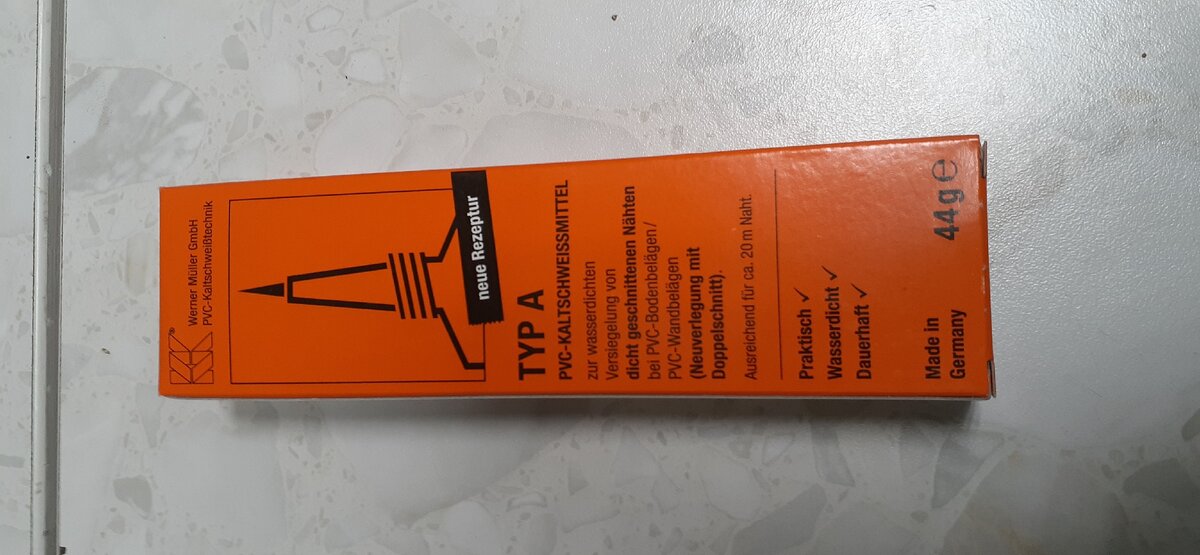 Werner Müller GmbH
PVC-Kaltschweißtechnik
neue Rezeptur
TYP A
PVC-KALTSCHWEISSMITTEL
zur wasserdichten
Versiegelung von
dicht geschnittenen Nähten
bei PVC-Bodenbelägen/
PVC-Wandbelägen
(Neuverlegung mit
Doppelschnitt).
Ausreichend für ca. 20 m Naht.
Praktisch ✓
Wasserdicht ✓
Dauerhaft ✓
Made in
Germany
44 g ℮